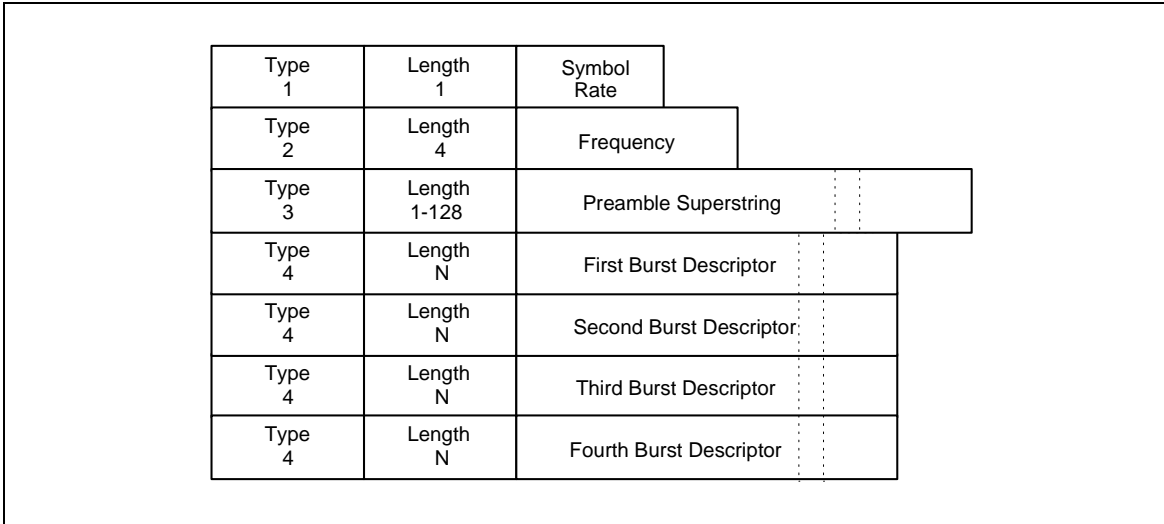 Type Length Symbol
1 1 Rate
Type Length
2 4 Frequency
Type Length
3 1-128 Preamble Superstring
Type Length
4 N First Burst Descriptor
Type Length
4 N Second Burst Descriptor
Type Length
4 N Third Burst Descriptor
Type Length
4 N Fourth Burst Descriptor